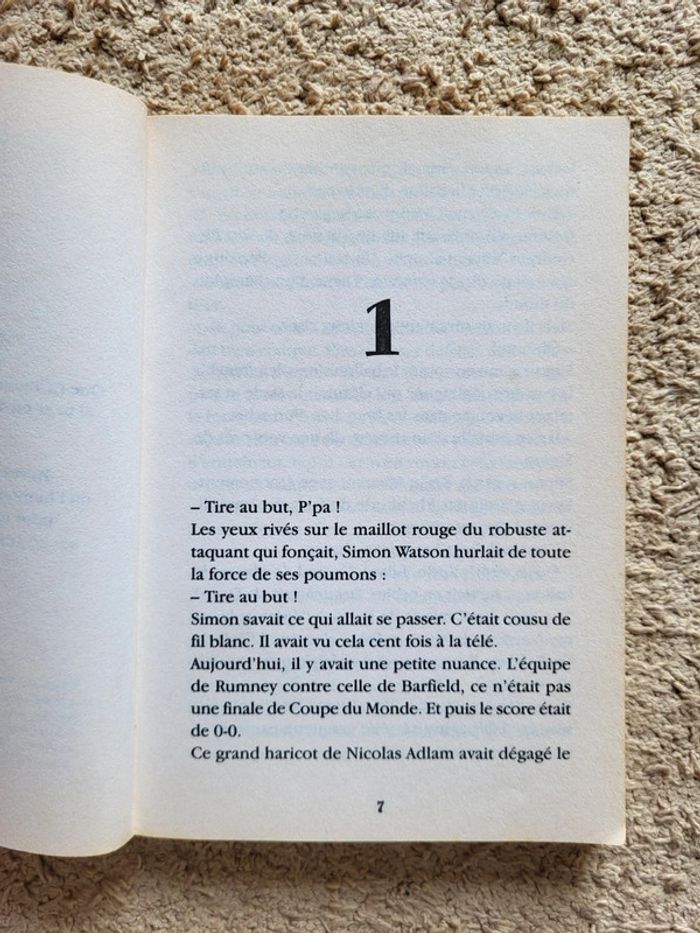 1
– Tire au but, P'pa !
Les yeux rivés sur le maillot rouge du robuste at-
taquant qui fonçait, Simon Watson hurlait de toute
la force de ses poumons :
– Tire au but !
Simon savait ce qui allait se passer. C'était cousu de
fil blanc. Il avait vu cela cent fois à la télé.
Aujourd'hui, il y avait une petite nuance. L'équipe
de Rumney contre celle de Barfield, ce n'était pas
une finale de Coupe du Monde. Et puis le score était
de 0-0.
Ce grand haricot de Nicolas Adlam avait dégagé le
7